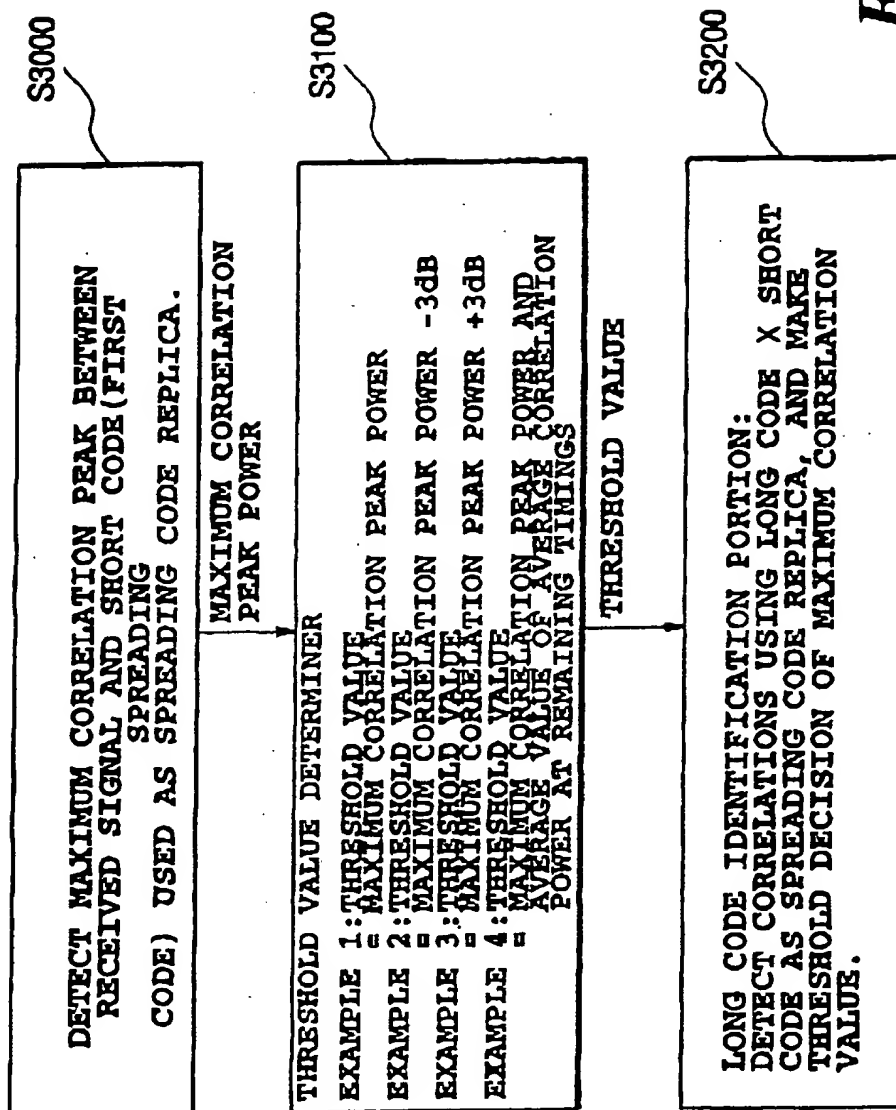 S3000
DETECT MAXIMUM CORRELATION PEAK BETWEEN
RECEIVED SIGNAL AND SHORT CODE(FIRST
SPREADING
CODE) USED AS SPREADING CODE REPLICA.
MAXIMUM CORRELATION
PEAK POWER
S3100
THRESHOLD VALUE DETERMINER
EXAMPLE 1:THRESHOLD VALUE
= MAXIMUM CORRELATION PEAK POWER
EXAMPLE 2:THRESHOLD VALUE
= MAXIMUM CORRELATION PEAK POWER -3dB
EXAMPLE 3:THRESHOLD VALUE
= MAXIMUM CORRELATION PEAK POWER +3dB
EXAMPLE 4:THRESHOLD VALUE
= MAXIMUM CORRELATION PEAK POWER AND
AVERAGE VALUE OF AVERAGE CORRELATION
POWER AT REMAINING TIMINGS
THRESHOLD VALUE
S3200
LONG CODE IDENTIFICATION PORTION:
DETECT CORRELATIONS USING LONG CODE X SHORT
CODE AS SPREADING CODE REPLICA, AND MAKE
THRESHOLD DECISION OF MAXIMUM CORRELATION
VALUE.